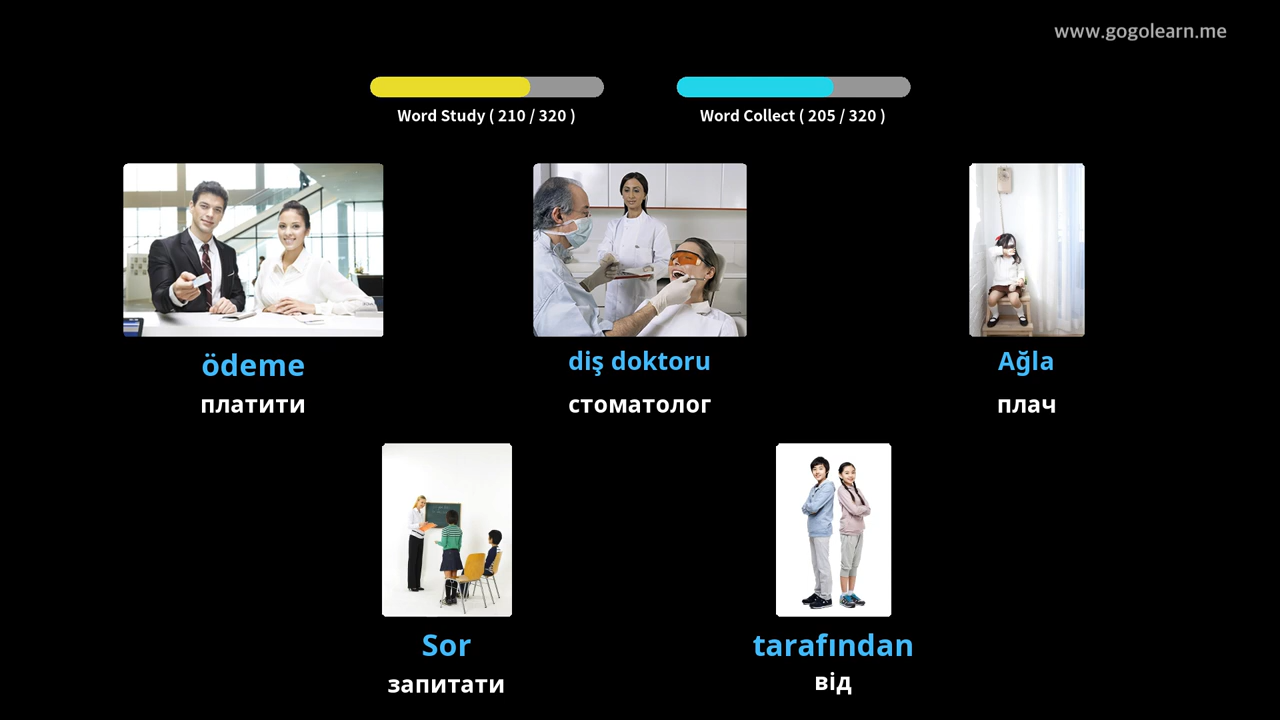 www.gogolearn.me
Word Study ( 210 / 320 )
Word Collect ( 205 / 320 )
ödeme
платити
diş doktoru
стоматолог
Ağla
плач
Sor
запитати
tarafından
від